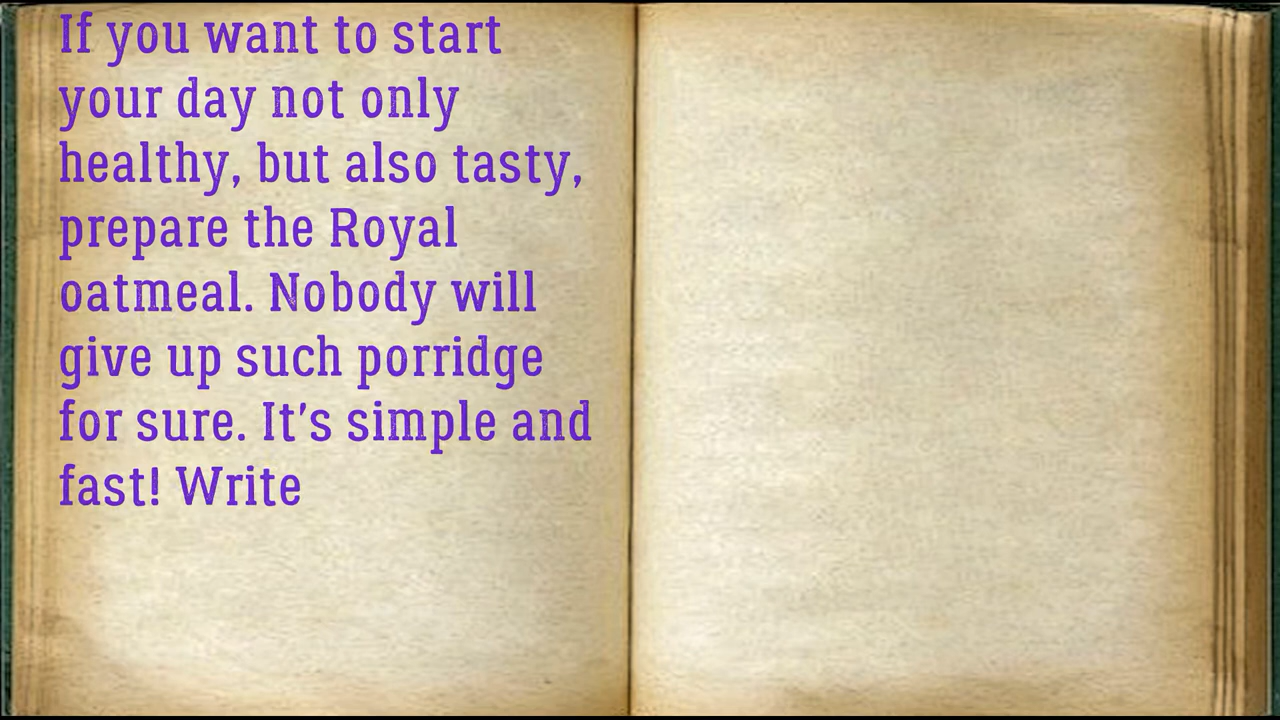 If you want to start
your day not only
healthy, but also tasty,
prepare the Royal
oatmeal. Nobody will
give up such porridge
for sure. It's simple and
fast! Write